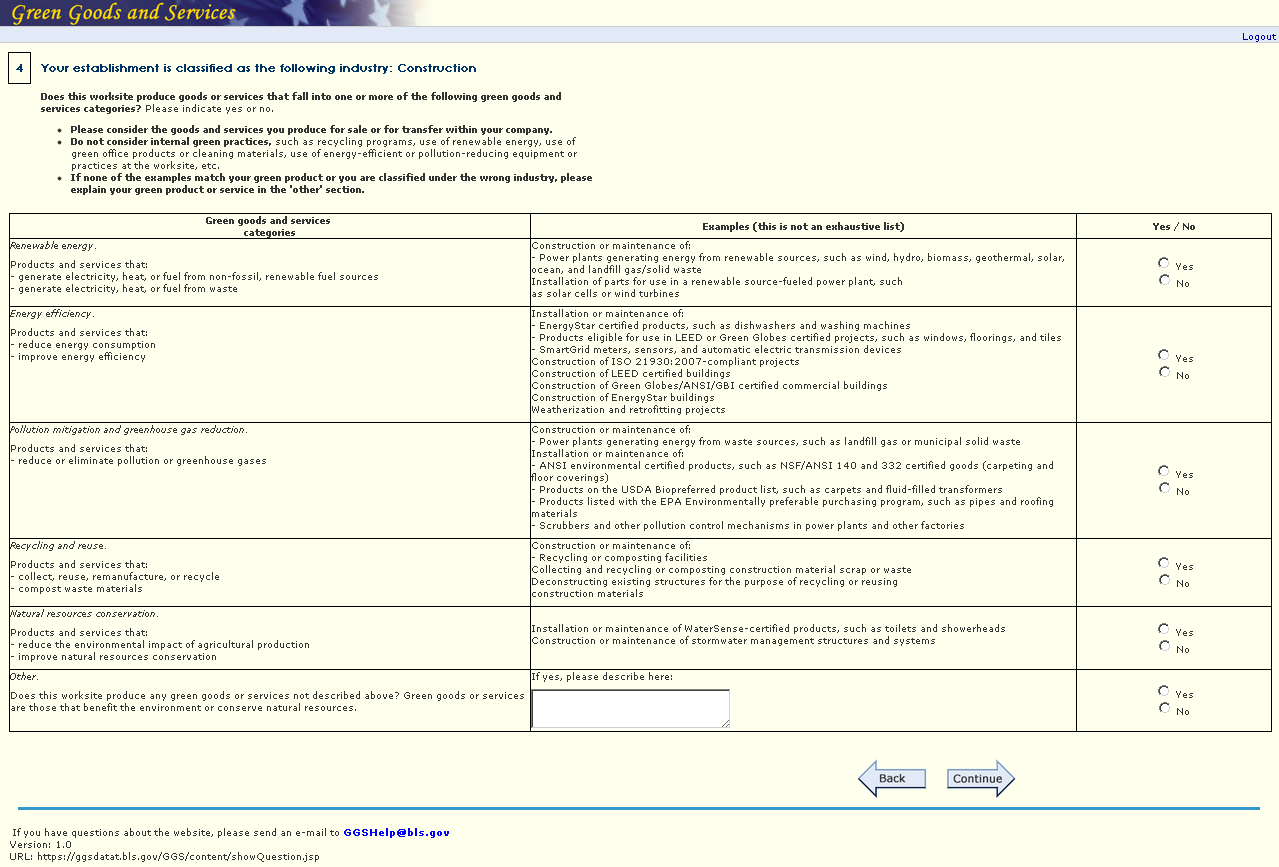 Green Goods and Services
Logout
4 Your establishment is classified as the following industry: Construction
Does this worksite produce goods or services that fall into one or more of the following green goods and
services categories? Please indicate yes or no.
• Please consider the goods and services you produce for sale or for transfer within your company.
• Do not consider internal green practices, such as recycling programs, use of renewable energy, use of
green office products or cleaning materials, use of energy-efficient or pollution-reducing equipment or
practices at the worksite, etc.
• If none of the examples match your green product or you are classified under the wrong industry, please
explain your green product or service in the 'other' section.
Green goods and services
categories
Examples (this is not an exhaustive list)
Yes / No
Renewable energy.
Products and services that:
- generate electricity, heat, or fuel from non-fossil, renewable fuel sources
- generate electricity, heat, or fuel from waste
Construction or maintenance of:
- Power plants generating energy from renewable sources, such as wind, hydro, biomass, geothermal, solar,
ocean, and landfill gas/solid waste
Installation of parts for use in a renewable source-fueled power plant, such
as solar cells or wind turbines
Yes
No
Energy efficiency.
Products and services that:
- reduce energy consumption
- improve energy efficiency
Installation or maintenance of:
- EnergyStar certified products, such as dishwashers and washing machines
- Products eligible for use in LEED or Green Globes certified projects, such as windows, floorings, and tiles
- SmartGrid meters, sensors, and automatic electric transmission devices
Construction of ISO 21930:2007-compliant projects
Construction of LEED certified buildings
Construction of Green Globes/ANSI/GBI certified commercial buildings
Construction of EnergyStar buildings
Weatherization and retrofitting projects
Yes
No
Pollution mitigation and greenhouse gas reduction.
Products and services that:
- reduce or eliminate pollution or greenhouse gases
Construction or maintenance of:
- Power plants generating energy from waste sources, such as landfill gas or municipal solid waste
Installation or maintenance of:
- ANSI environmental certified products, such as NSF/ANSI 140 and 332 certified goods (carpeting and
floor coverings)
- Products on the USDA Biopreferred product list, such as carpets and fluid-filled transformers
- Products listed with the EPA Environmentally preferable purchasing program, such as pipes and roofing
materials
- Scrubbers and other pollution control mechanisms in power plants and other factories
Yes
No
Recycling and reuse.
Products and services that:
- collect, reuse, remanufacture, or recycle
- compost waste materials
Construction or maintenance of:
- Recycling or composting facilities
Collecting and recycling or composting construction material scrap or waste
Deconstructing existing structures for the purpose of recycling or reusing
construction materials
Yes
No
Natural resources conservation.
Products and services that:
- reduce the environmental impact of agricultural production
- improve natural resources conservation
Installation or maintenance of WaterSense-certified products, such as toilets and showerheads
Construction or maintenance of stormwater management structures and systems
Yes
No
Other.
Does this worksite produce any green goods or services not described above? Green goods or services
are those that benefit the environment or conserve natural resources.
If yes, please describe here:
Yes
No
Back
Continue
If you have questions about the website, please send an e-mail to GGSHelp@bls.gov
Version: 1.0
URL: https://ggsdatat.bls.gov/GGS/content/showQuestion.jsp